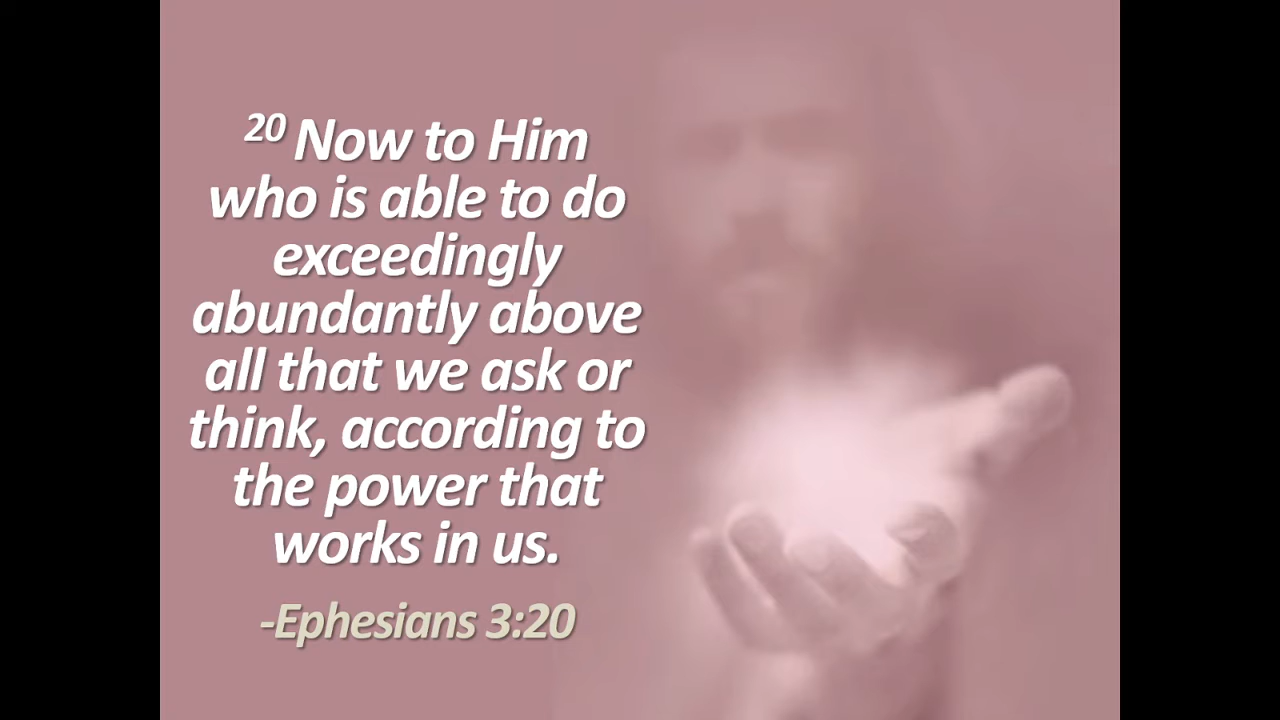 20 Now to Him
who is able to do
exceedingly
abundantly above
all that we ask or
think, according to
the power that
works in us.
-Ephesians 3:20